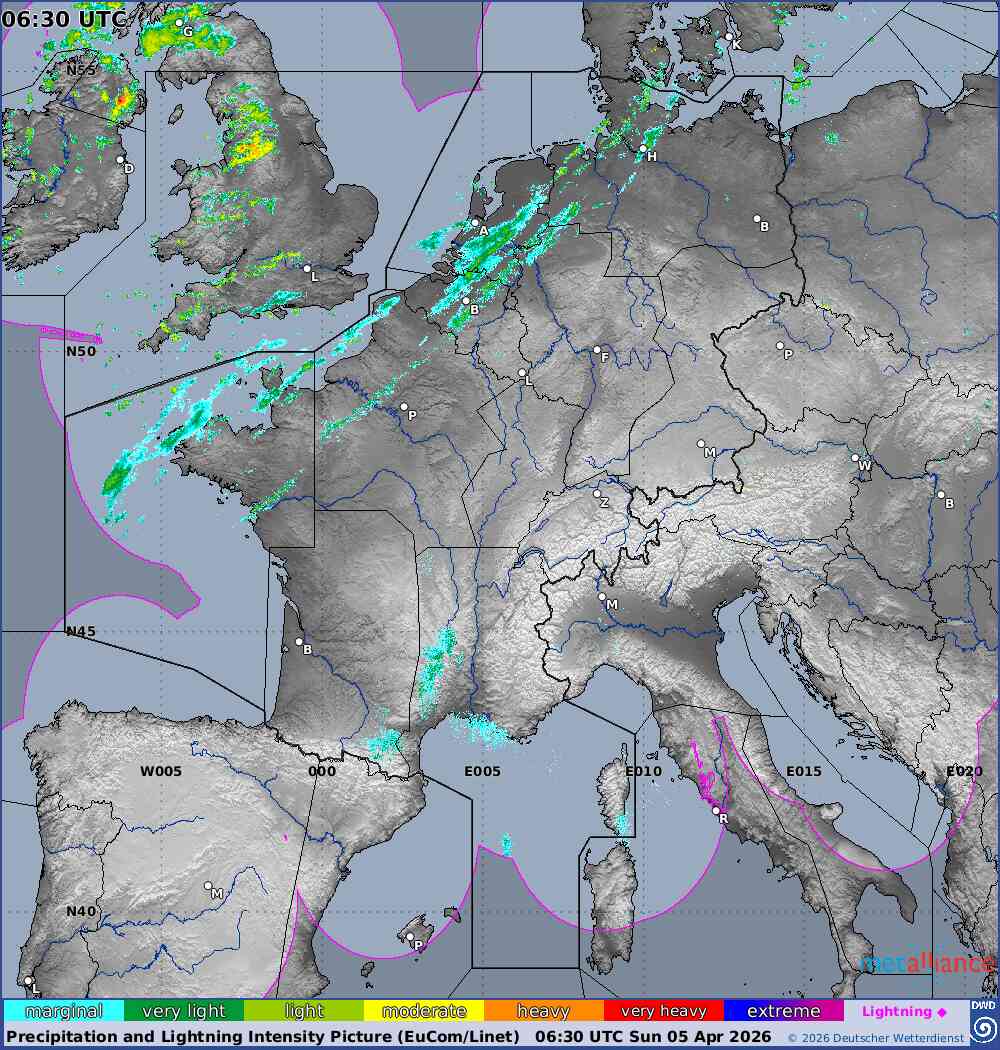 06:30 UTC
G
K
N55
D
H
A
B
L
B
N50
F
P
L
P
M
W
Z
B
M
N45
B
W005
000
E005
E010
E015
E020
R
M
N40
P
L
metalliance
marginal very light light moderate heavy very heavy extreme Lightning ◆
DWD
Precipitation and Lightning Intensity Picture (EuCom/Linet) 06:30 UTC Sun 05 Apr 2026 © 2026 Deutscher Wetterdienst